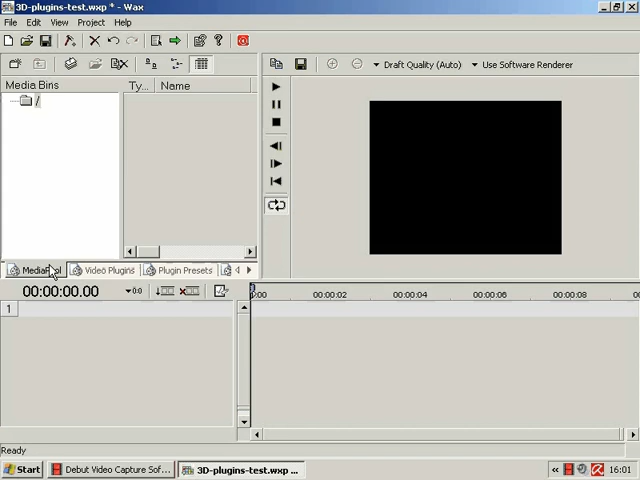 3D-plugins-test.wxp * - Wax
File Edit View Project Help
Draft Quality (Auto) Use Software Renderer
Media Bins Ty... Name
/
MediaPool Video Plugins Plugin Presets
00:00:00.00 0:0 0:00 00:00:02 00:00:04 00:00:06 00:00:08 00
1
Ready
Start Debut Video Capture Sof... 3D-plugins-test.wxp ... « 16:01